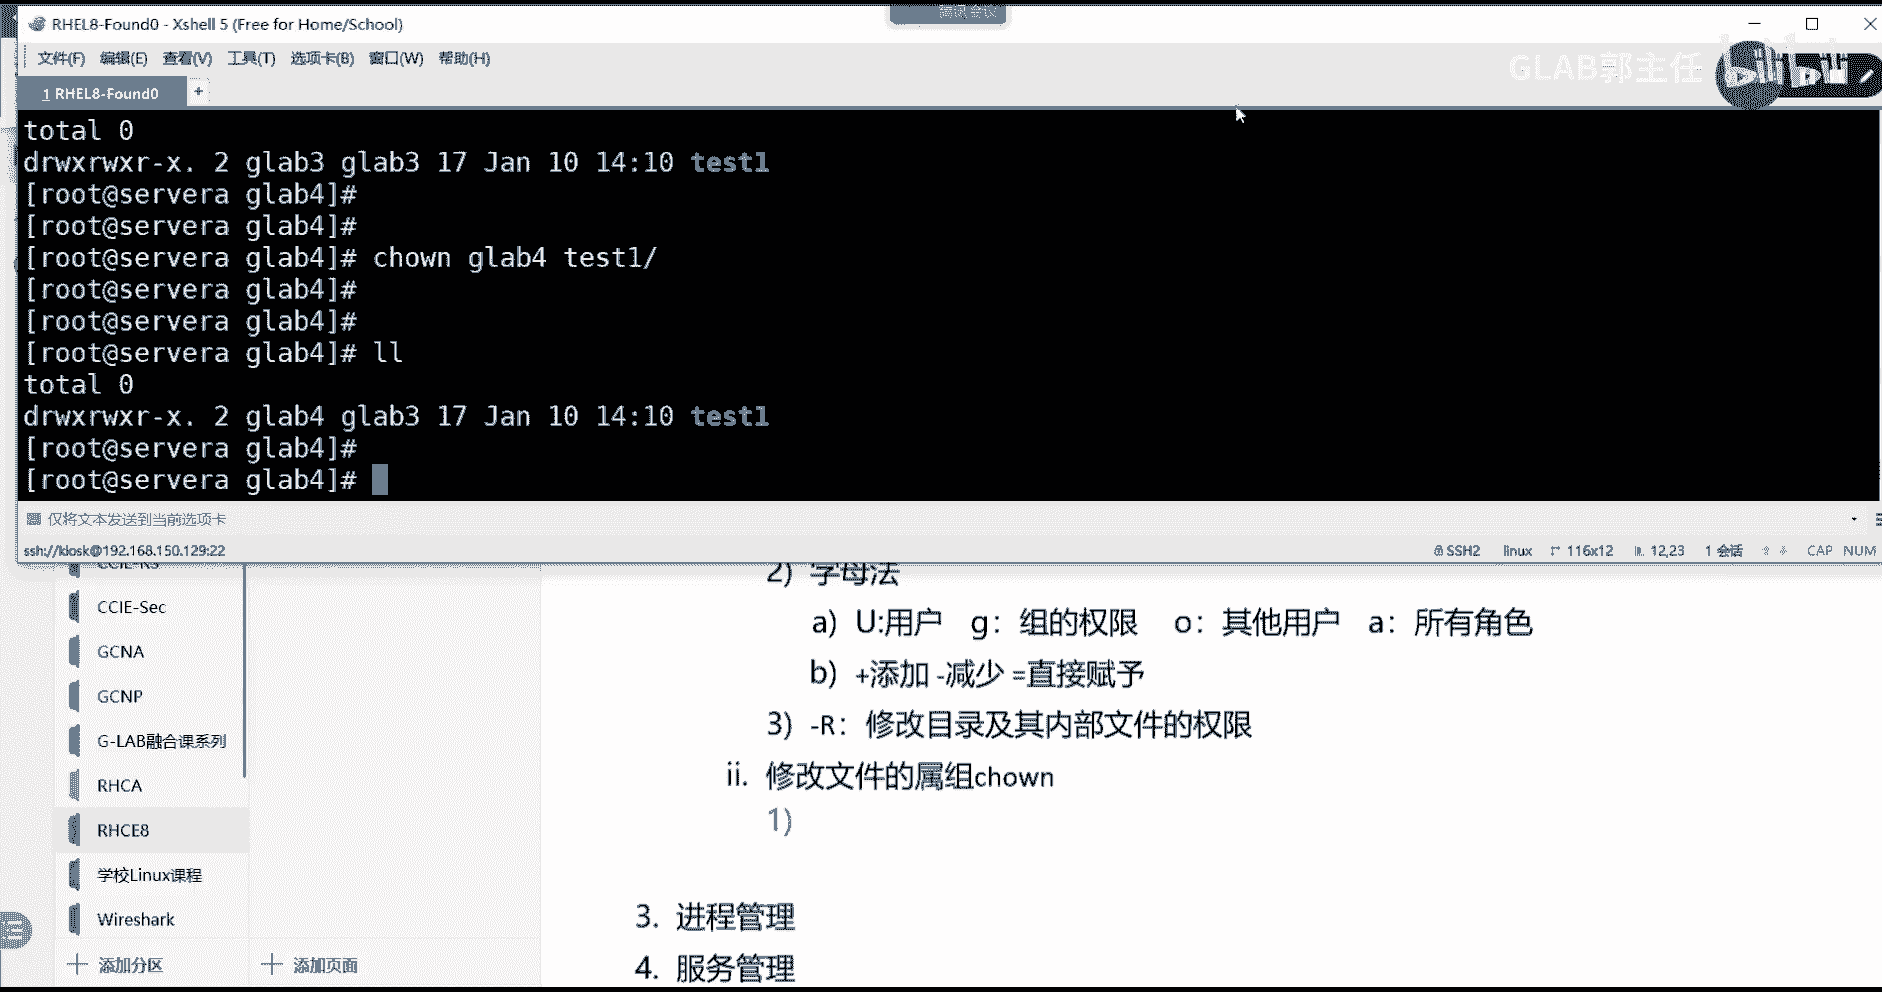 腾讯会议
RHEL8-Found0 - Xshell 5 (Free for Home/School)
文件(F) 编辑(E) 查看(V) 工具(T) 选项卡(B) 窗口(W) 帮助(H)
GLAB郭主任 bilibili
1 RHEL8-Found0 +
total 0
drwxrwxr-x. 2 glab3 glab3 17 Jan 10 14:10 test1
[root@servera glab4]#
[root@servera glab4]#
[root@servera glab4]# chown glab4 test1/
[root@servera glab4]#
[root@servera glab4]#
[root@servera glab4]# ll
total 0
drwxrwxr-x. 2 glab4 glab3 17 Jan 10 14:10 test1
[root@servera glab4]#
[root@servera glab4]#
仅将文本发送到当前选项卡
ssh://kiosk@192.168.150.129:22 SSH2 linux 116x12 12,23 1 会话 CAP NUM
CCIE-RS
CCIE-Sec
GCNA
GCNP
G-LAB融合课系列
RHCA
RHCE8
学校Linux课程
Wireshark
添加分区
添加页面
2) 字母法
a) U:用户 g：组的权限 o：其他用户 a：所有角色
b) +添加 -减少 =直接赋予
3) -R：修改目录及其内部文件的权限
ii. 修改文件的属组chown
1)
3. 进程管理
4. 服务管理